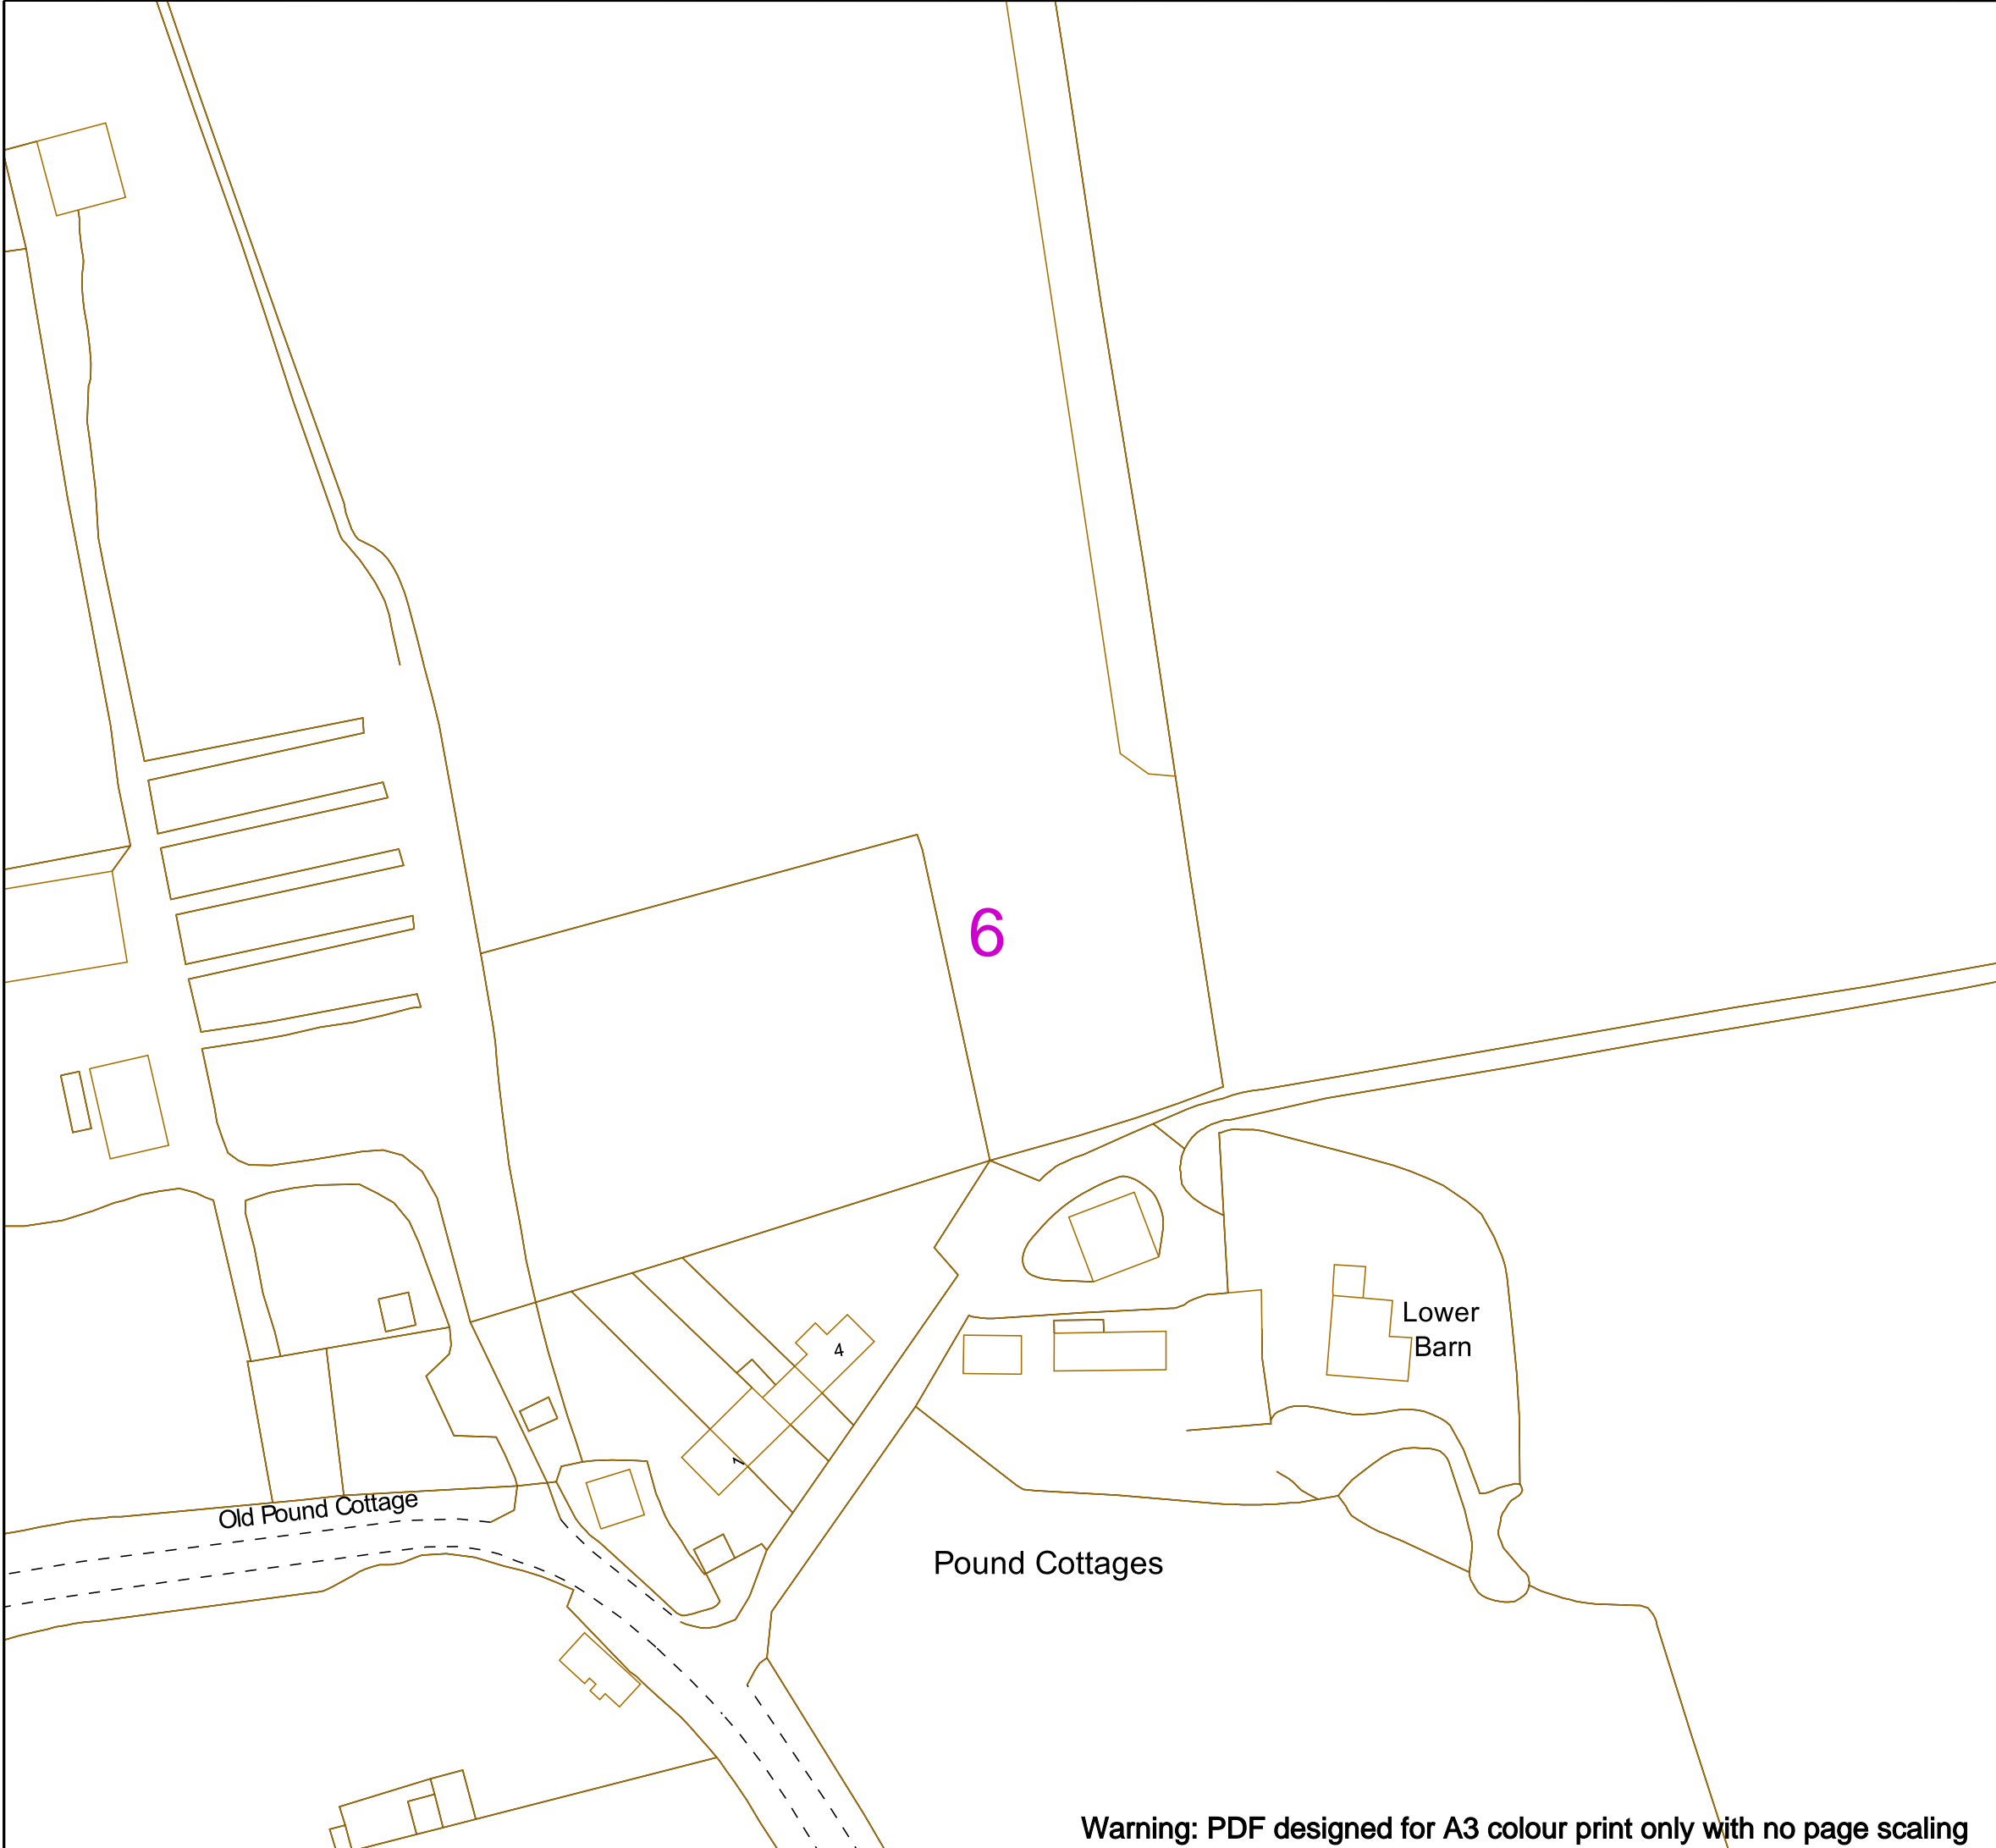 6
Lower
Barn
4
1
Old Pound Cottage
Pound Cottages
Warning: PDF designed for A3 colour print only with no page scaling